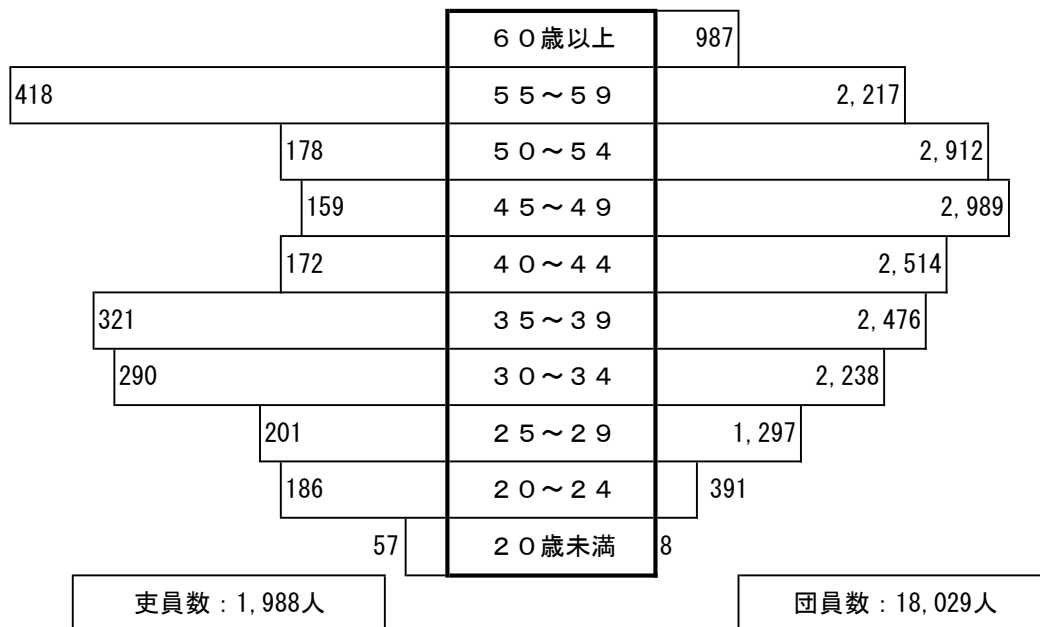 ６０歳以上 987
418 ５５～５９ 2,217
178 ５０～５４ 2,912
159 ４５～４９ 2,989
172 ４０～４４ 2,514
321 ３５～３９ 2,476
290 ３０～３４ 2,238
201 ２５～２９ 1,297
186 ２０～２４ 391
57 ２０歳未満 8
吏員数：1,988人 団員数：18,029人